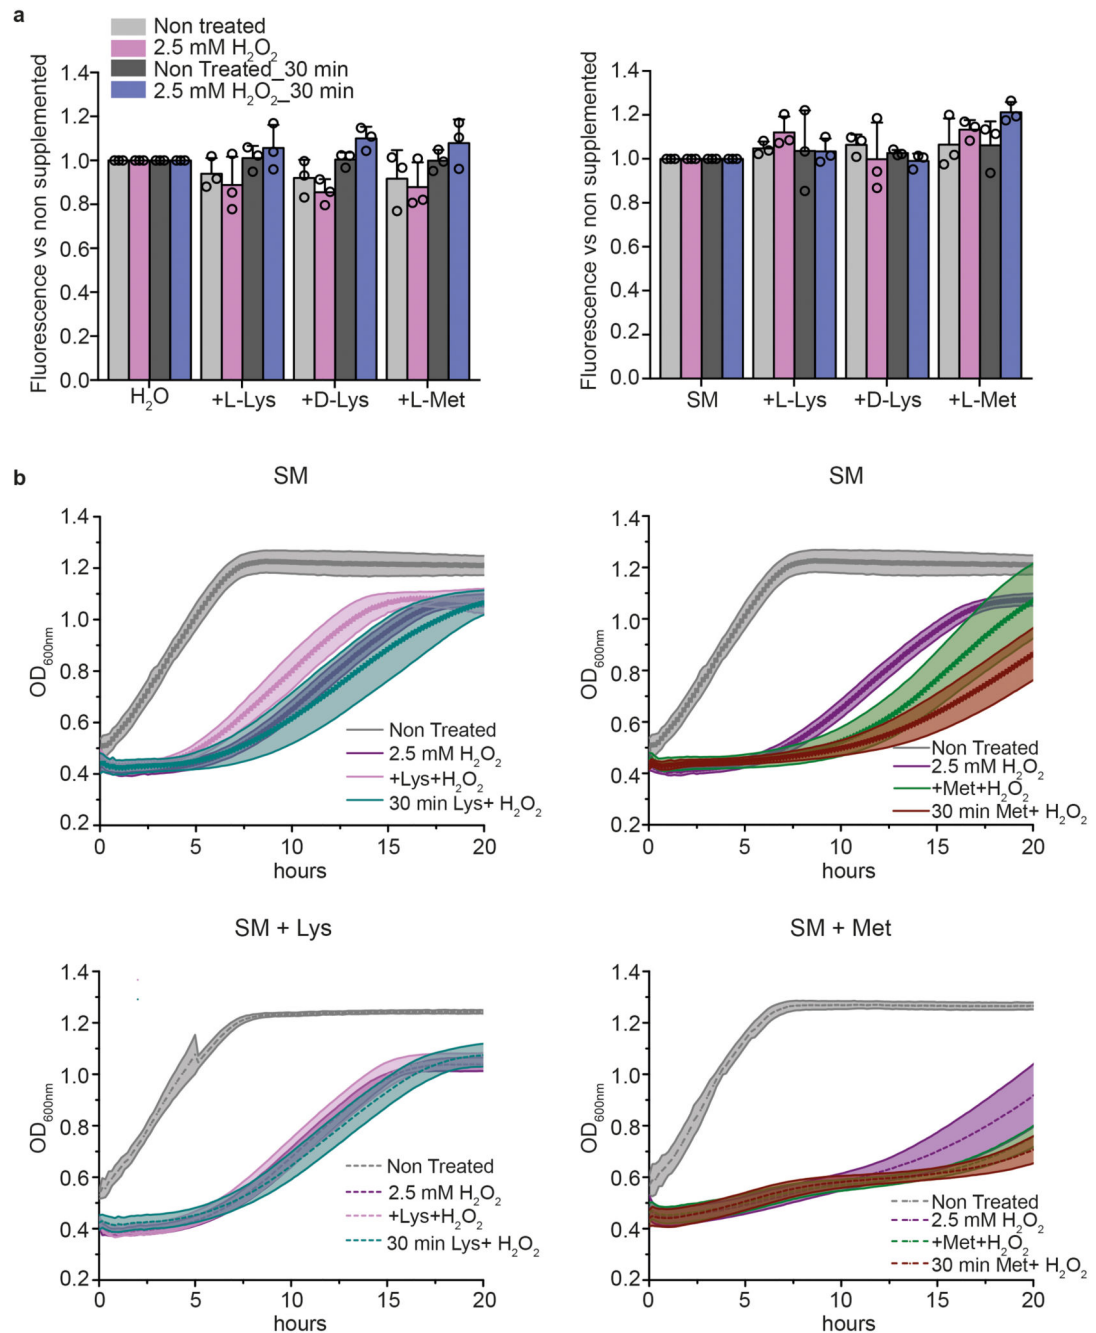 a
Non treated
2.5 mM H₂O₂
Non Treated_30 min
2.5 mM H₂O₂_30 min
Fluorescence vs non supplemented
1.4
1.2
1.0
0.8
0.6
0.4
0.2
0.0
H₂O
+L-Lys
+D-Lys
+L-Met
Fluorescence vs non supplemented
1.4
1.2
1.0
0.8
0.6
0.4
0.2
0.0
SM
+L-Lys
+D-Lys
+L-Met
b
SM
OD600nm
1.4
1.2
1.0
0.8
0.6
0.4
0.2
Non Treated
2.5 mM H₂O₂
+Lys+H₂O₂
30 min Lys+ H₂O₂
0 5 10 15 20
hours
SM
OD600nm
1.4
1.2
1.0
0.8
0.6
0.4
0.2
Non Treated
2.5 mM H₂O₂
+Met+H₂O₂
30 min Met+ H₂O₂
0 5 10 15 20
hours
SM + Lys
OD600nm
1.4
1.2
1.0
0.8
0.6
0.4
0.2
Non Treated
2.5 mM H₂O₂
+Lys+H₂O₂
30 min Lys+ H₂O₂
0 5 10 15 20
hours
SM + Met
OD600nm
1.4
1.2
1.0
0.8
0.6
0.4
0.2
Non Treated
2.5 mM H₂O₂
+Met+H₂O₂
30 min Met+ H₂O₂
0 5 10 15 20
hours